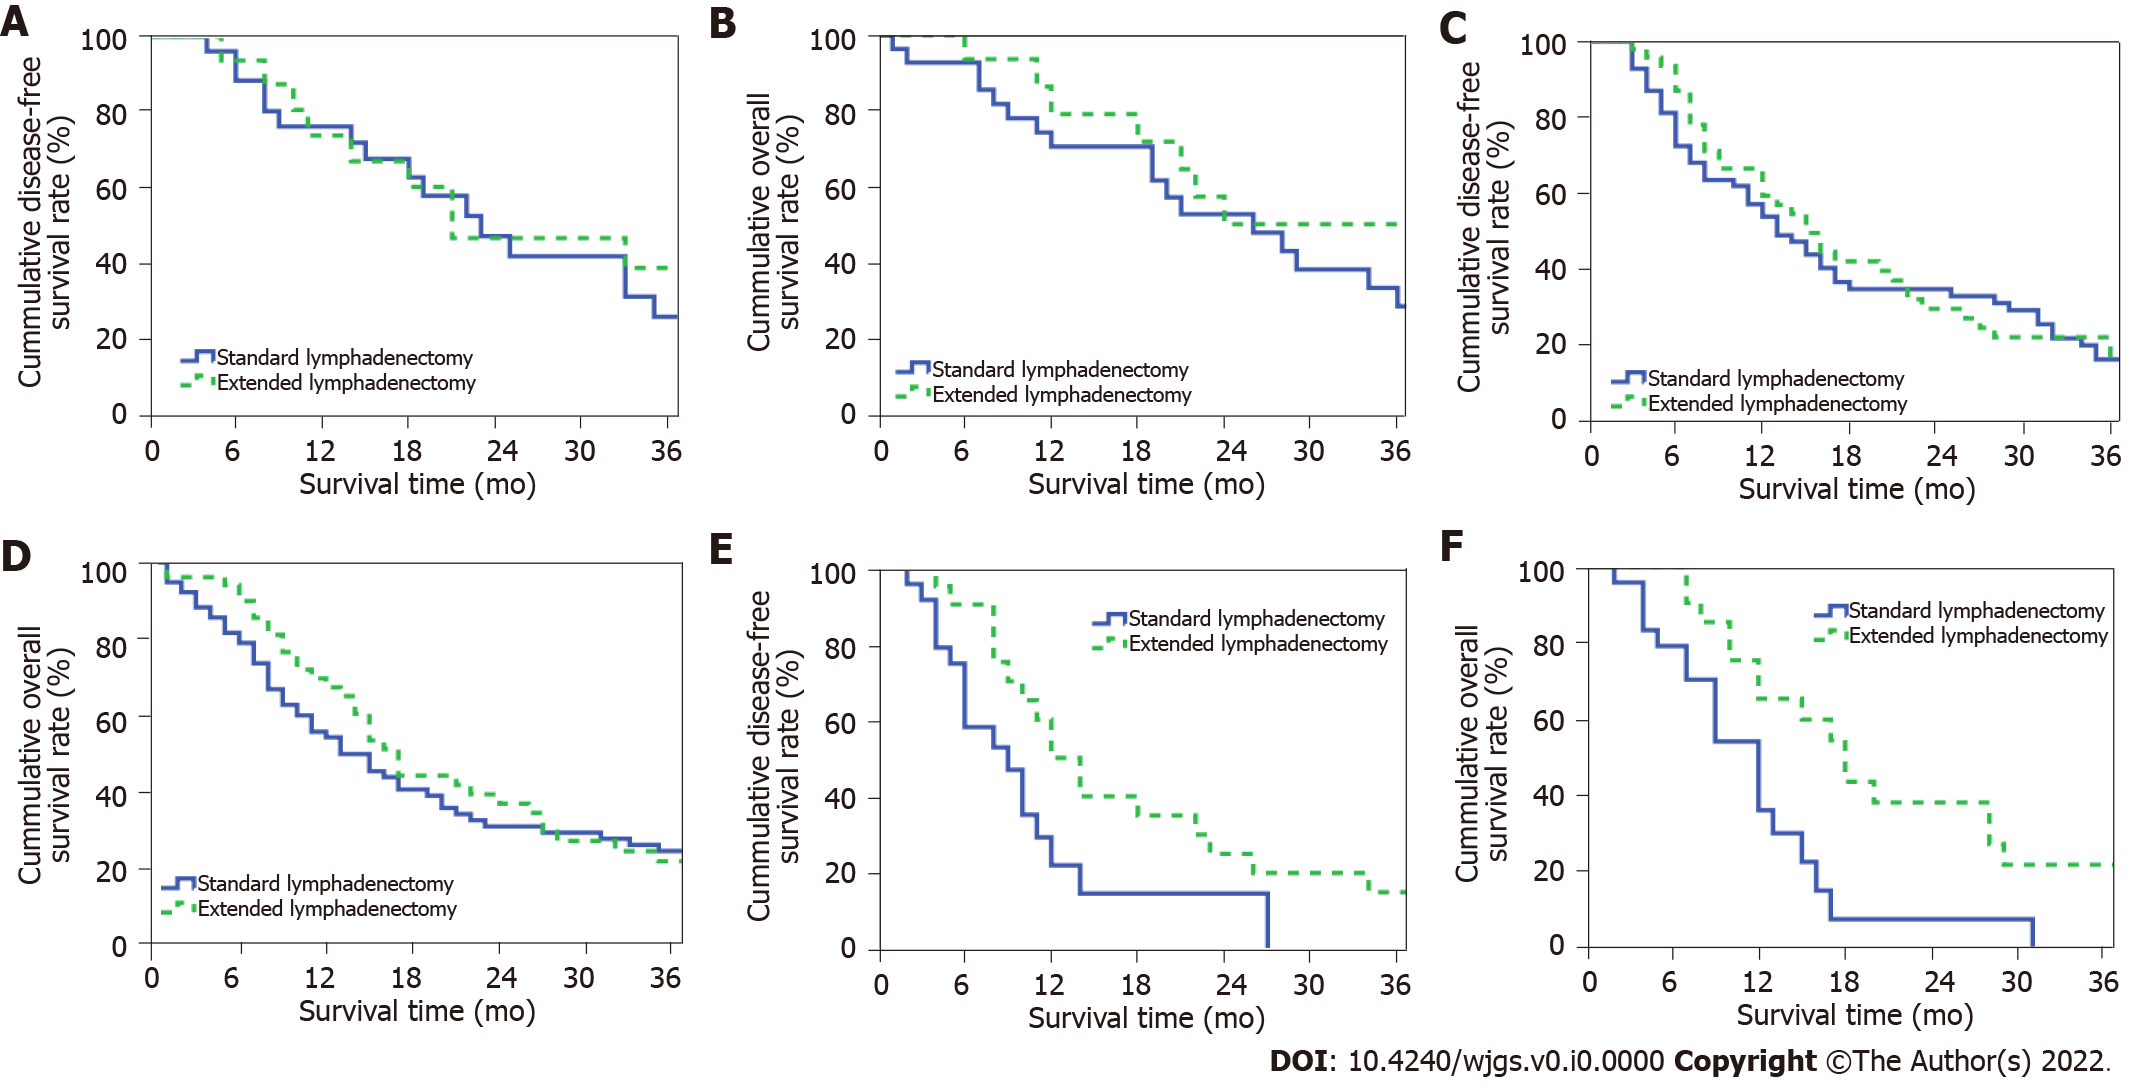 A
Cummulative disease-free
survival rate (%)
100
80
60
40
20
0
Standard lymphadenectomy
Extended lymphadenectomy
0 6 12 18 24 30 36
Survival time (mo)
B
Cummulative overall
survival rate (%)
100
80
60
40
20
0
Standard lymphadenectomy
Extended lymphadenectomy
0 6 12 18 24 30 36
Survival time (mo)
C
Cummulative disease-free
survival rate (%)
100
80
60
40
20
0
Standard lymphadenectomy
Extended lymphadenectomy
0 6 12 18 24 30 36
Survival time (mo)
D
Cummulative overall
survival rate (%)
100
80
60
40
20
0
Standard lymphadenectomy
Extended lymphadenectomy
0 6 12 18 24 30 36
Survival time (mo)
E
Cummulative disease-free
survival rate (%)
100
80
60
40
20
0
Standard lymphadenectomy
Extended lymphadenectomy
0 6 12 18 24 30 36
Survival time (mo)
F
Cummulative overall
survival rate (%)
100
80
60
40
20
0
Standard lymphadenectomy
Extended lymphadenectomy
0 6 12 18 24 30 36
Survival time (mo)
DOI: 10.4240/wjgs.v0.i0.0000 Copyright ©The Author(s) 2022.